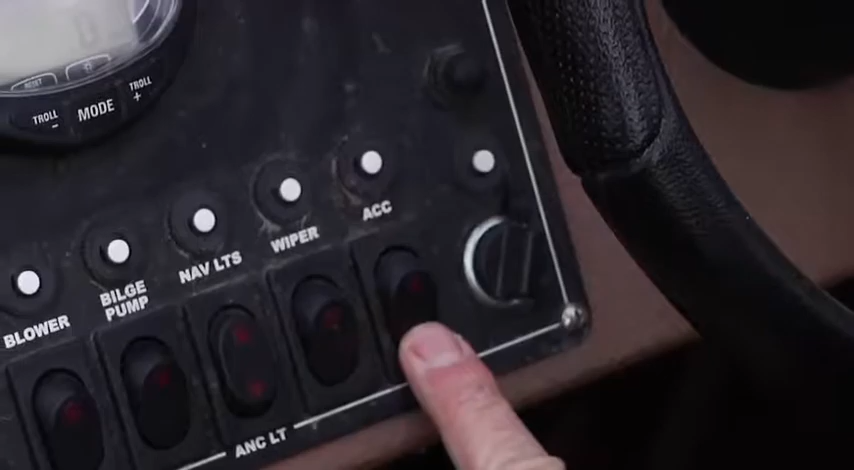 RESET
TROLL
-
MODE
TROLL
+
BLOWER
BILGE
PUMP
NAV LTS
WIPER
ACC
ANC LT